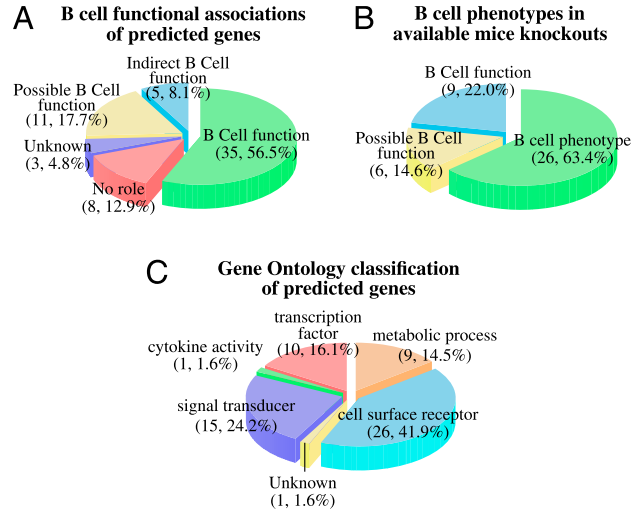 A
B cell functional associations
of predicted genes
Indirect B Cell
function
(5, 8.1%)
Possible B Cell
function
(11, 17.7%)
B Cell function
(35, 56.5%)
Unknown
(3, 4.8%)
No role
(8, 12.9%)
B
B cell phenotypes in
available mice knockouts
B Cell function
(9, 22.0%)
Possible B Cell
function
(6, 14.6%)
B cell phenotype
(26, 63.4%)
C
Gene Ontology classification
of predicted genes
transcription
factor
(10, 16.1%)
metabolic process
(9, 14.5%)
cytokine activity
(1, 1.6%)
signal transducer
(15, 24.2%)
cell surface receptor
(26, 41.9%)
Unknown
(1, 1.6%)